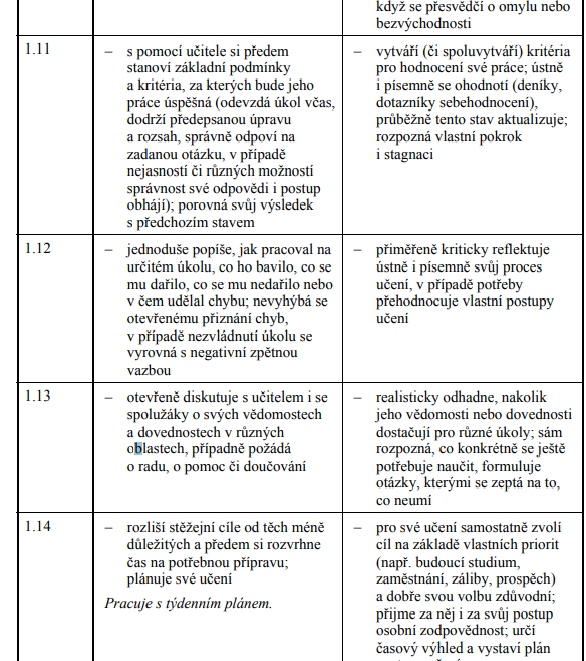 když se přesvědčí o omylu nebo
bezvýchodnosti
1.11
– s pomocí učitele si předem
stanoví základní podmínky
a kritéria, za kterých bude jeho
práce úspěšná (odevzdá úkol včas,
dodrží předepsanou úpravu
a rozsah, správně odpoví na
zadanou otázku, v případě
nejasností či různých možností
správnost své odpovědi i postup
obhájí); porovná svůj výsledek
s předchozím stavem
– vytváří (či spoluvytváří) kritéria
pro hodnocení své práce; ústně
i písemně se ohodnotí (deníky,
dotazníky sebehodnocení),
průběžně tento stav aktualizuje;
rozpozná vlastní pokrok
i stagnaci
1.12
– jednoduše popíše, jak pracoval na
určitém úkolu, co ho bavilo, co se
mu dařilo, co se mu nedařilo nebo
v čem udělal chybu; nevyhýbá se
otevřenému přiznání chyb,
v případě nezvládnutí úkolu se
vyrovná s negativní zpětnou
vazbou
– přiměřeně kriticky reflektuje
ústně i písemně svůj proces
učení, v případě potřeby
přehodnocuje vlastní postupy
učení
1.13
– otevřeně diskutuje s učitelem i se
spolužáky o svých vědomostech
a dovednostech v různých
oblastech, případně požádá
o radu, o pomoc či doučování
– realisticky odhadne, nakolik
jeho vědomosti nebo dovednosti
dostačují pro různé úkoly; sám
rozpozná, co konkrétně se ještě
potřebuje naučit, formuluje
otázky, kterými se zeptá na to,
co neumí
1.14
– rozliší stěžejní cíle od těch méně
důležitých a předem si rozvrhne
čas na potřebnou přípravu;
plánuje své učení
Pracuje s týdenním plánem.
– pro své učení samostatně zvolí
cíl na základě vlastních priorit
(např. budoucí studium,
zaměstnání, záliby, prospěch)
a dobře svou volbu zdůvodní;
přijme za něj i za svůj postup
osobní zodpovědnost; určí
časový výhled a vystaví plán